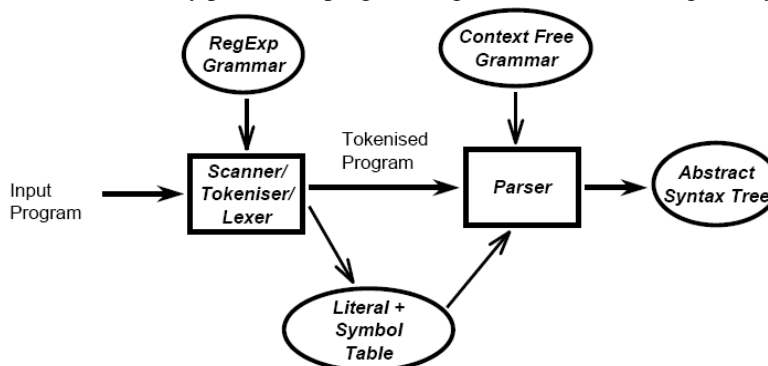 RegExp
Grammar
Context Free
Grammar
Tokenised
Program
Input
Program
Scanner/
Tokeniser/
Lexer
Parser
Abstract
Syntax Tree
Literal +
Symbol
Table